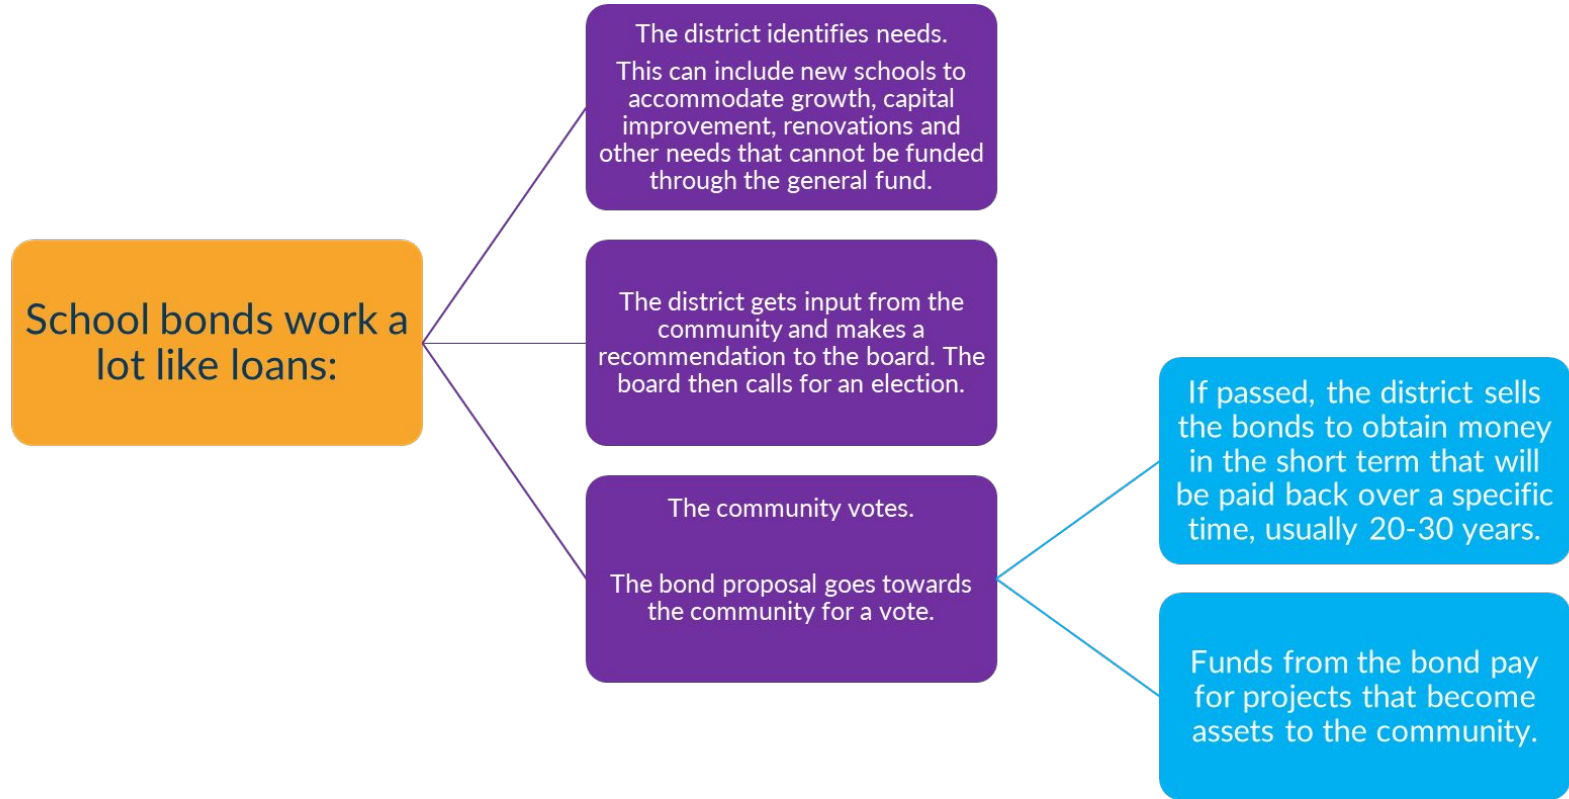 School bonds work a
lot like loans:
The district identifies needs.
This can include new schools to
accommodate growth, capital
improvement, renovations and
other needs that cannot be funded
through the general fund.
The district gets input from the
community and makes a
recommendation to the board. The
board then calls for an election.
The community votes.
The bond proposal goes towards
the community for a vote.
If passed, the district sells
the bonds to obtain money
in the short term that will
be paid back over a specific
time, usually 20-30 years.
Funds from the bond pay
for projects that become
assets to the community.